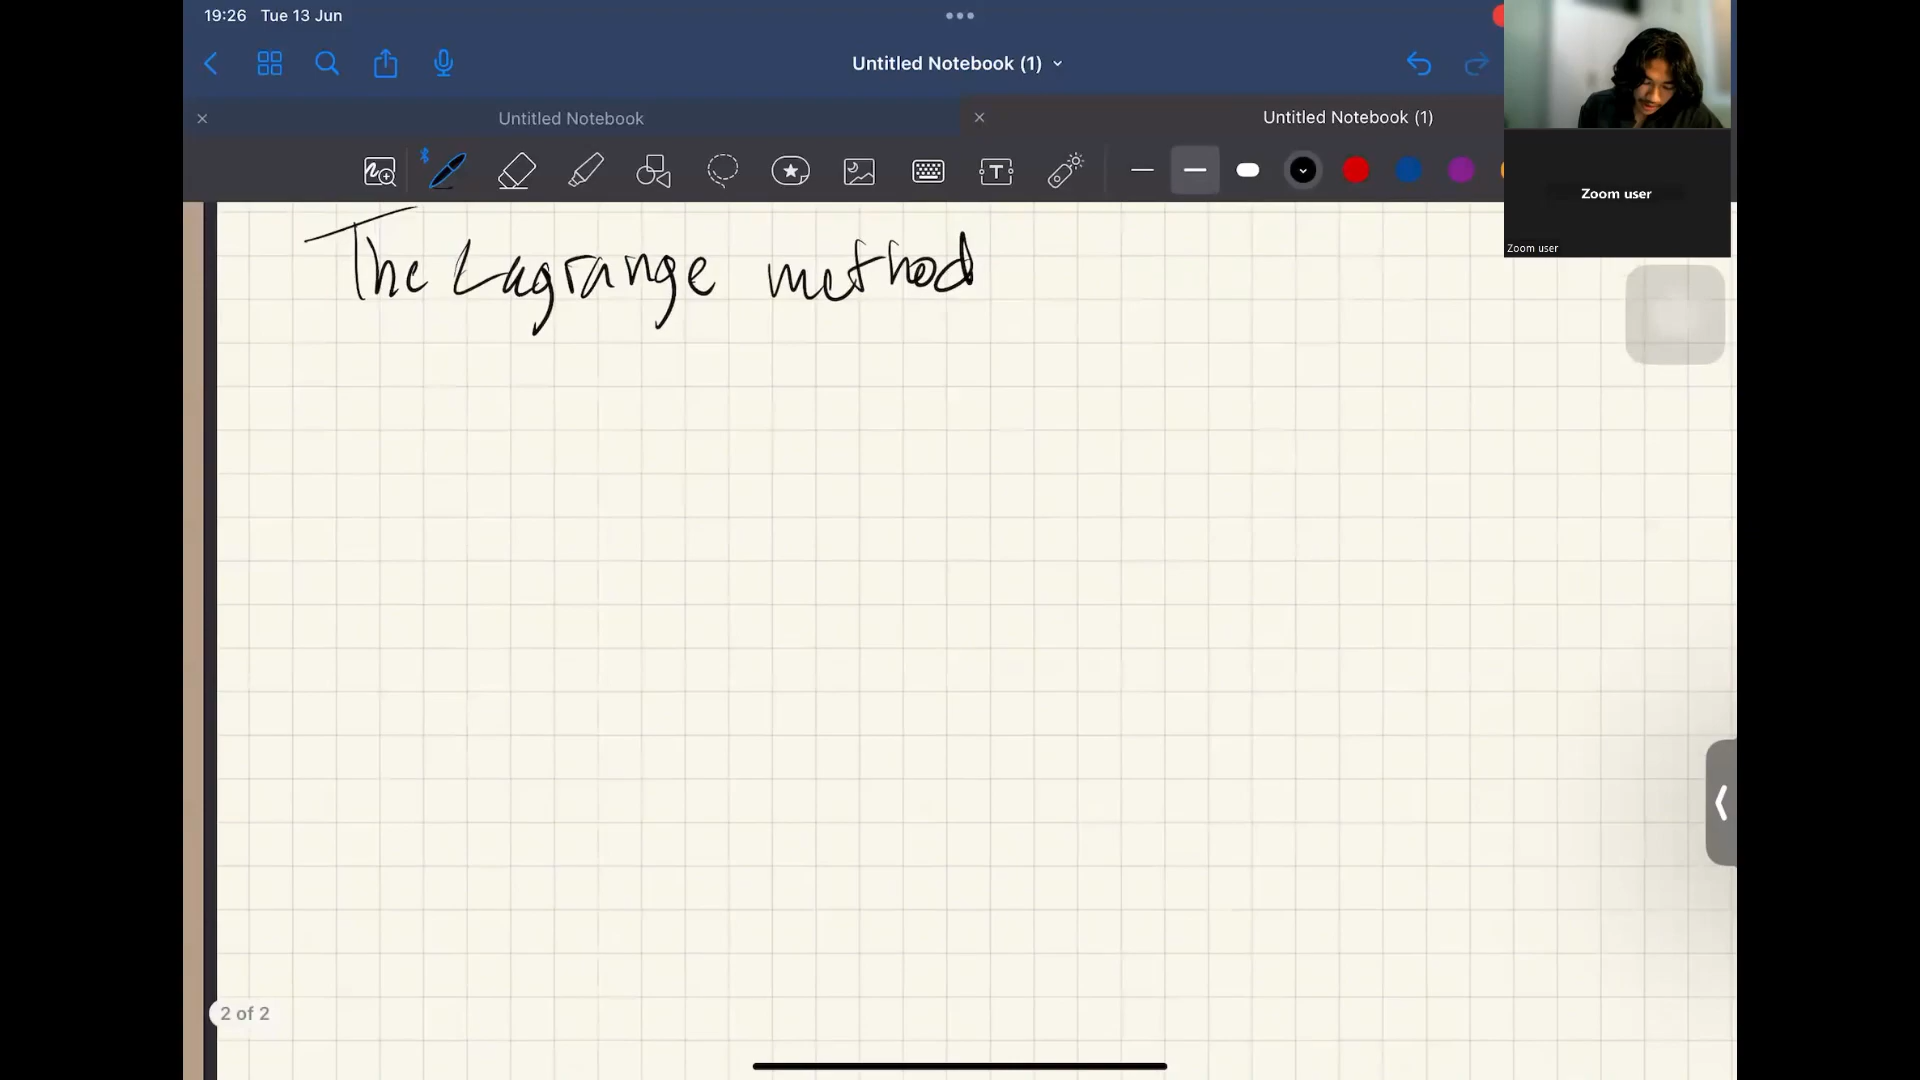 19:26 Tue 13 Jun
Untitled Notebook (1)
Untitled Notebook
Untitled Notebook (1)
T
Zoom user
Zoom user
The Lagrange method
2 of 2